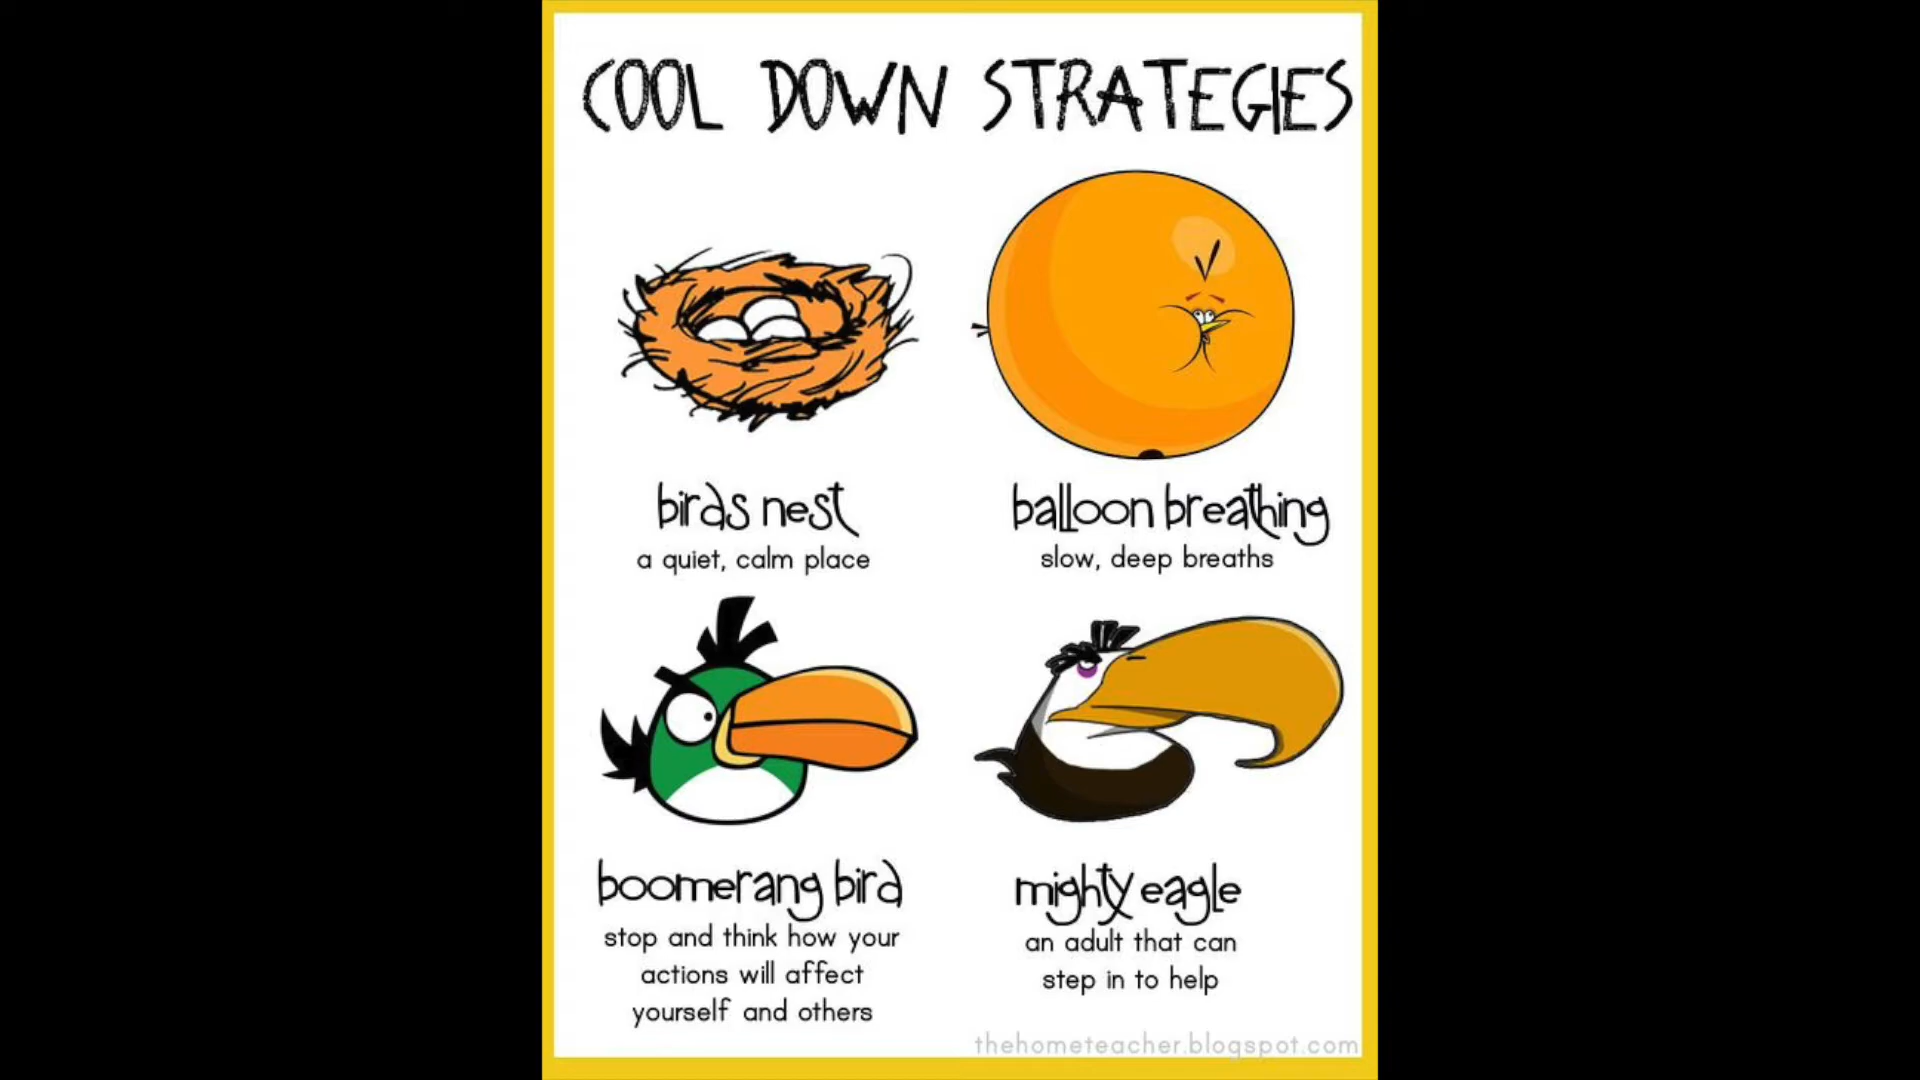 COOL DOWN STRATEGIES
birds nest
a quiet, calm place
balloon breathing
slow, deep breaths
boomerang bird
stop and think how your
actions will affect
yourself and others
mighty eagle
an adult that can
step in to help
thehometeacher.blogspot.com